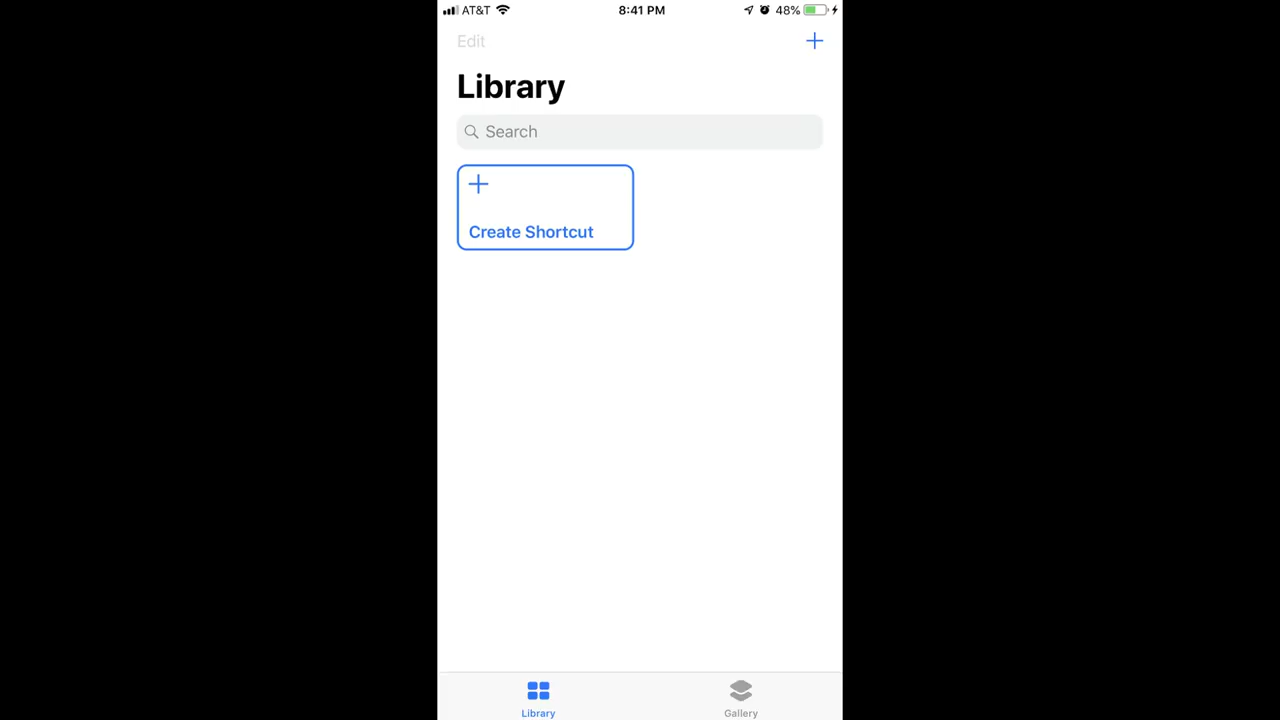 AT&T 8:41 PM 48%
Edit
Library
Search
Create Shortcut
Library Gallery